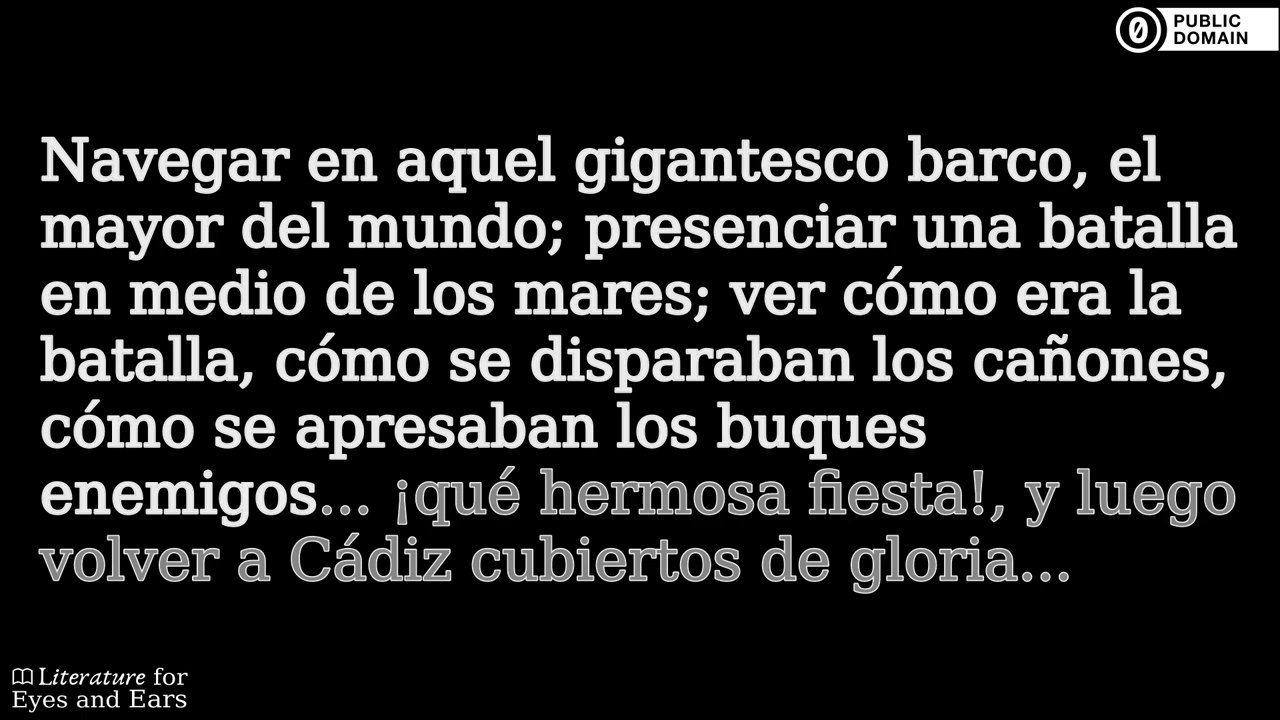 PUBLIC
DOMAIN
Navegar en aquel gigantesco barco, el
mayor del mundo; presenciar una batalla
en medio de los mares; ver cómo era la
batalla, cómo se disparaban los cañones,
cómo se apresaban los buques
enemigos... ¡qué hermosa fiesta!, y luego
volver a Cádiz cubiertos de gloria...
Literature for
Eyes and Ears